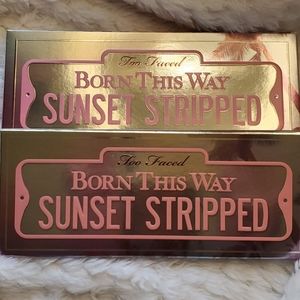 Too Faced
BORN THIS WAY
SUNSET STRIPPED
Too Faced
BORN THIS WAY
SUNSET STRIPPED